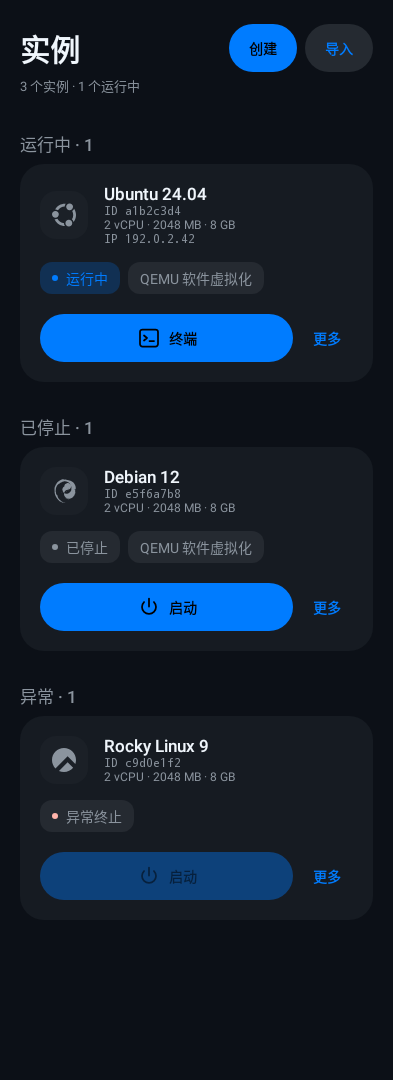 实例
创建
导入
3 个实例 · 1 个运行中
运行中 · 1
Ubuntu 24.04
ID a1b2c3d4
2 vCPU · 2048 MB · 8 GB
IP 192.0.2.42
运行中
QEMU 软件虚拟化
终端
更多
已停止 · 1
Debian 12
ID e5f6a7b8
2 vCPU · 2048 MB · 8 GB
已停止
QEMU 软件虚拟化
启动
更多
异常 · 1
Rocky Linux 9
ID c9d0e1f2
2 vCPU · 2048 MB · 8 GB
异常终止
启动
更多